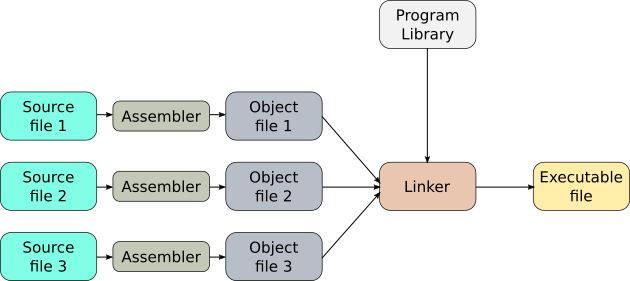 Program
Library
Source
file 1
Assembler
Object
file 1
Source
file 2
Assembler
Object
file 2
Linker
Executable
file
Source
file 3
Assembler
Object
file 3